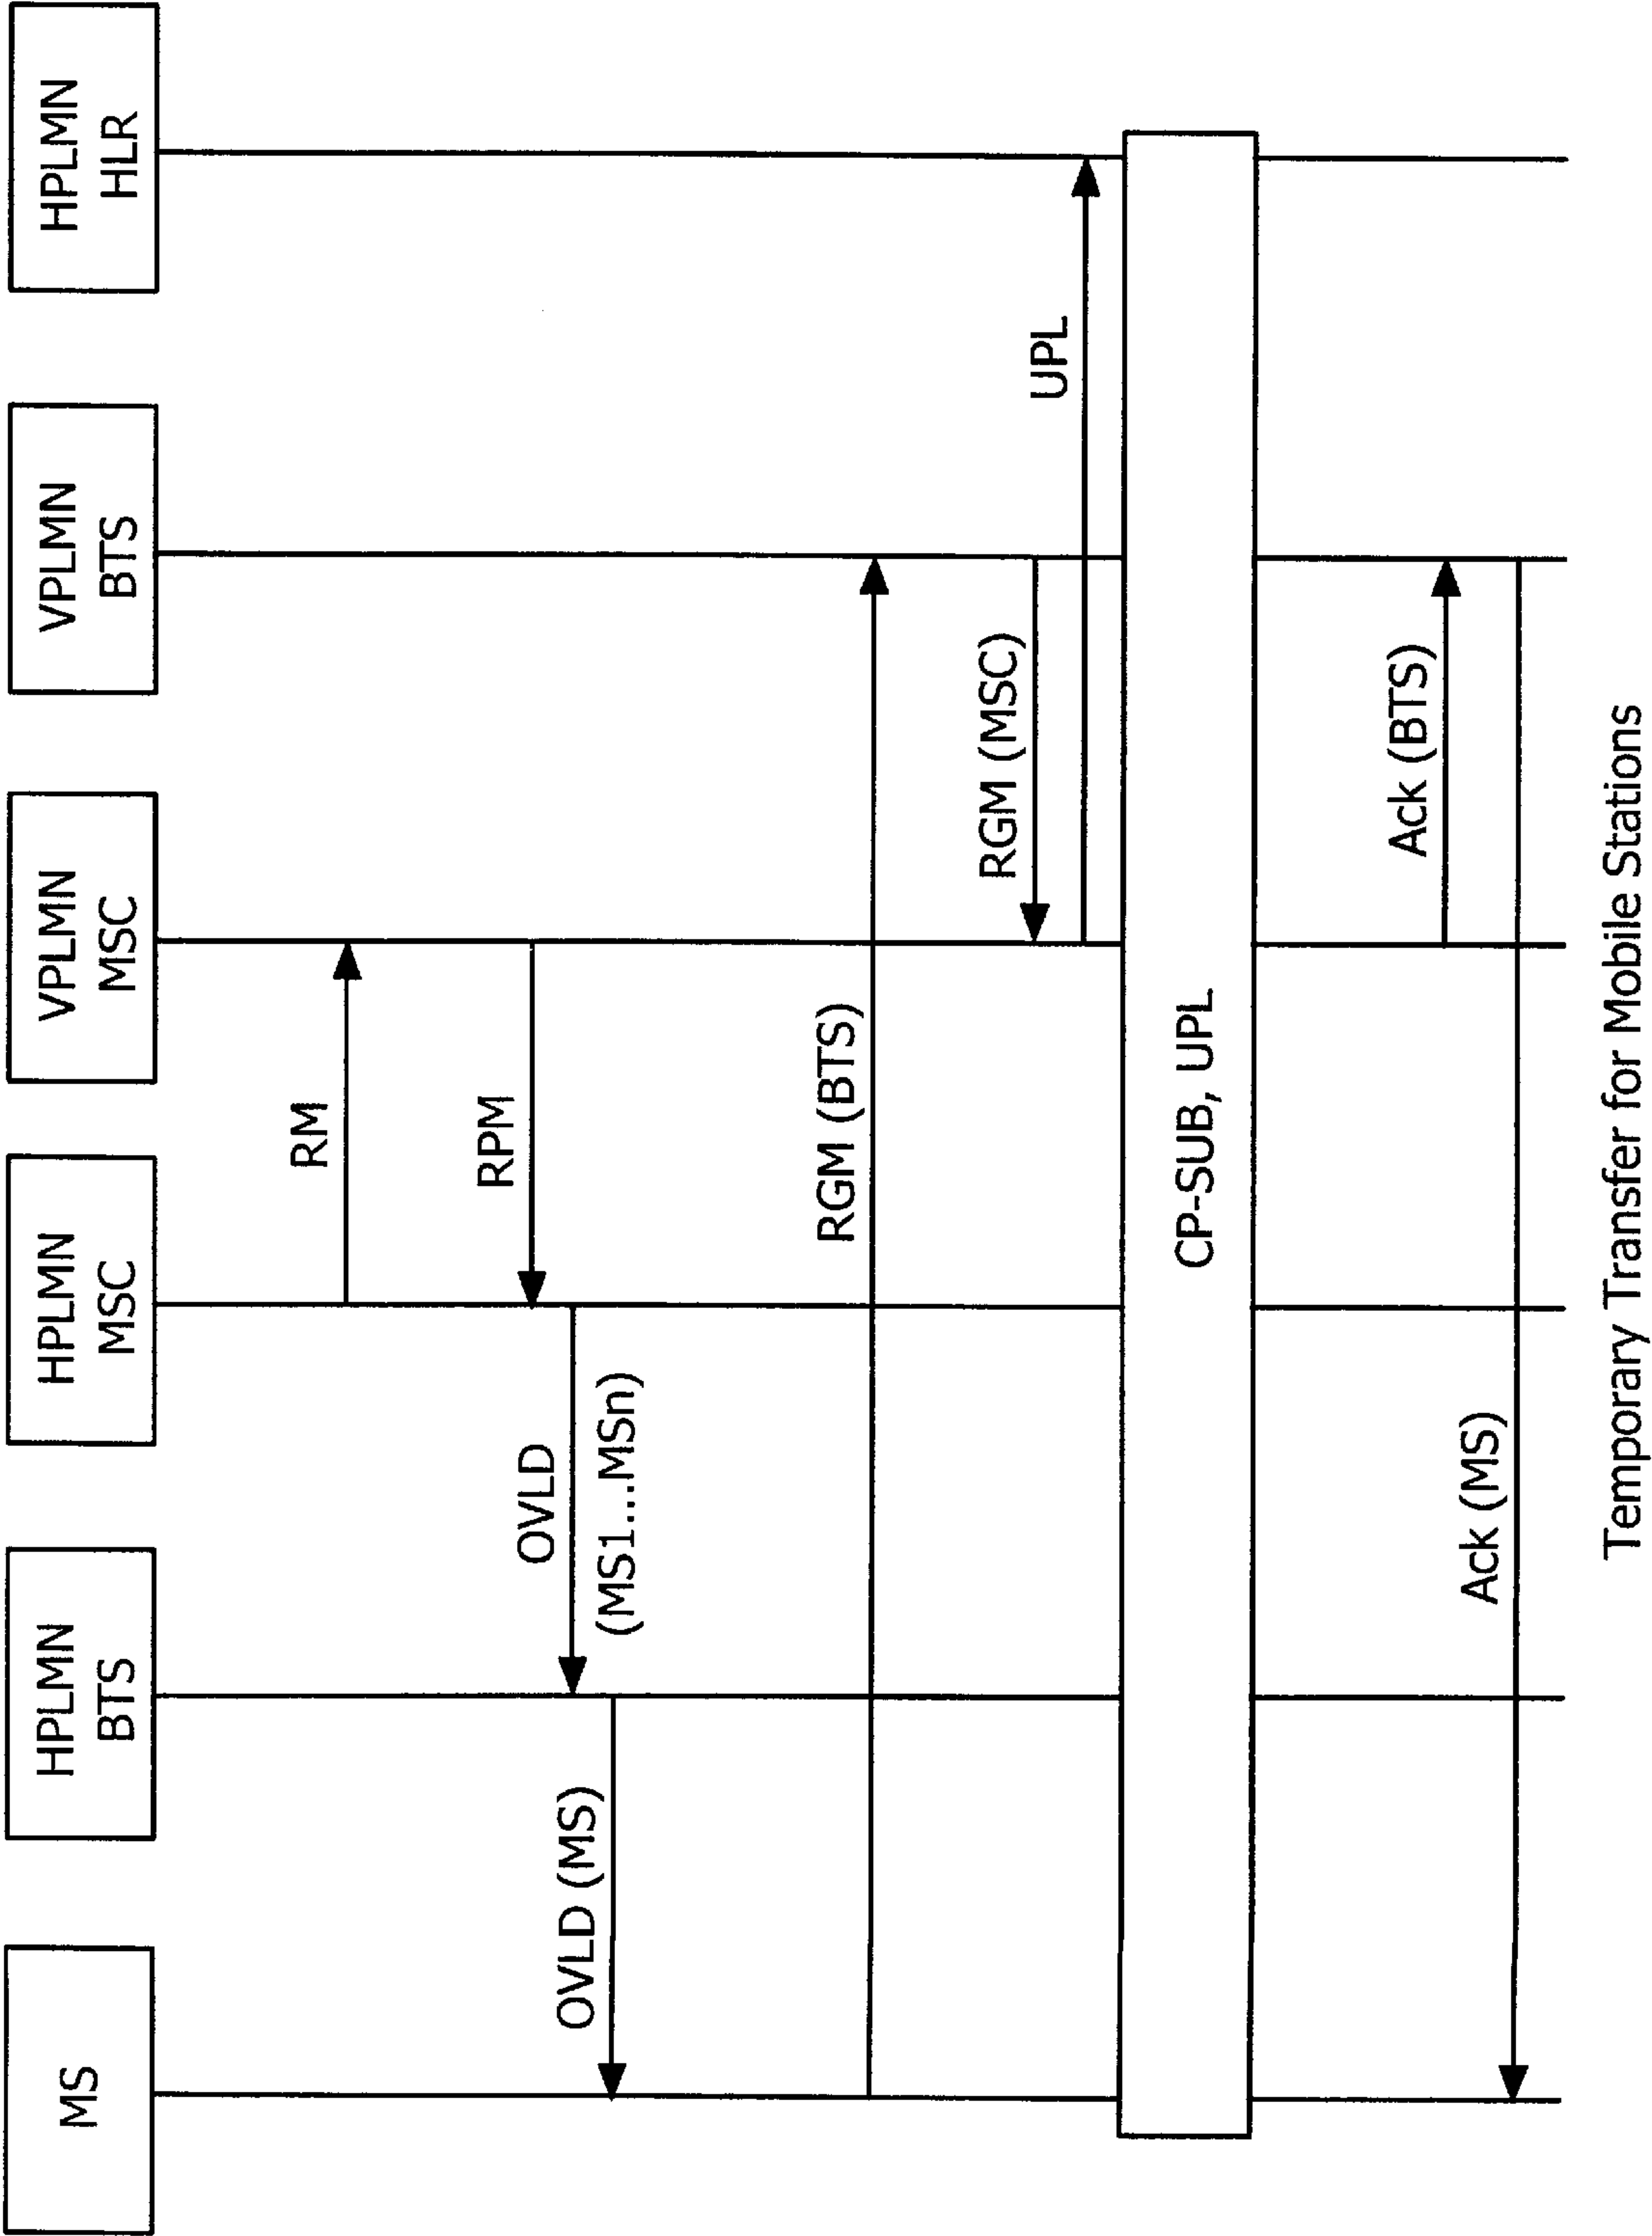 MS
HPLMN
BTS
HPLMN
MSC
VPLMN
MSC
VPLMN
BTS
HPLMN
HLR
RM
RPM
OVLD
(MS1...MSn)
OVLD (MS)
RGM (BTS)
RGM (MSC)
UPL
CP-SUB, UPL
Ack (BTS)
Ack (MS)
Temporary Transfer for Mobile Stations